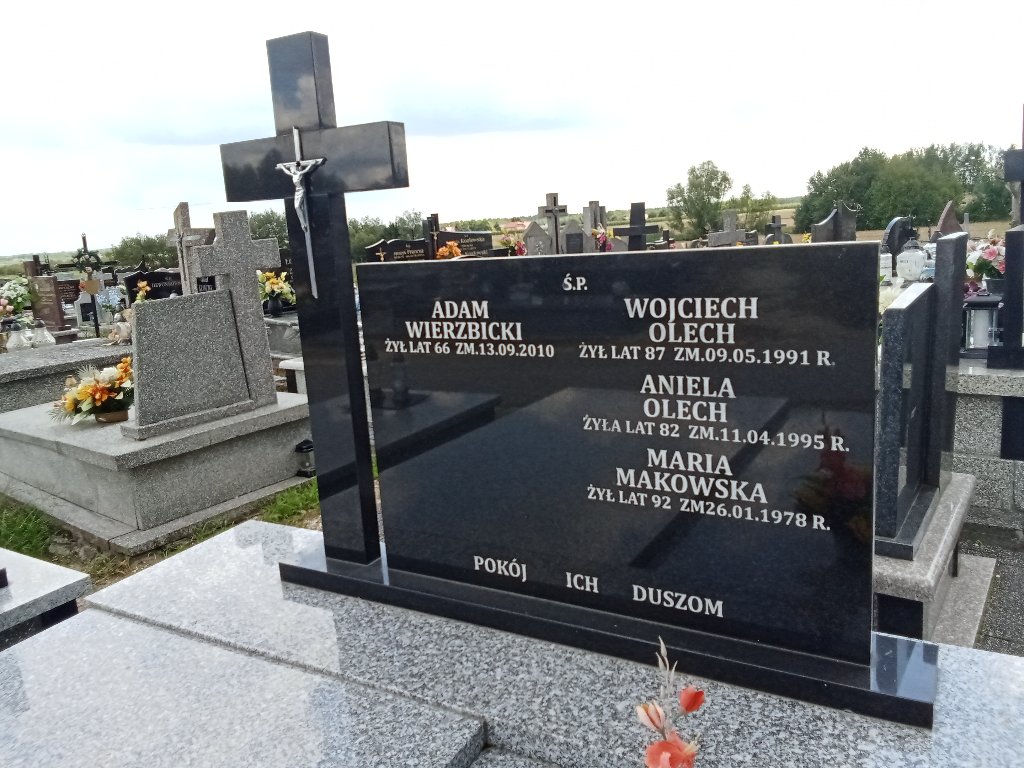 Ś.P.
ADAM
WIERZBICKI
ŻYŁ LAT 66 ZM.13.09.2010
WOJCIECH
OLECH
ŻYŁ LAT 87 ZM.09.05.1991 R.
ANIELA
OLECH
ŻYŁA LAT 82 ZM.11.04.1995 R.
MARIA
MAKOWSKA
ŻYŁ LAT 92 ZM26.01.1978 R.
POKÓJ ICH DUSZOM